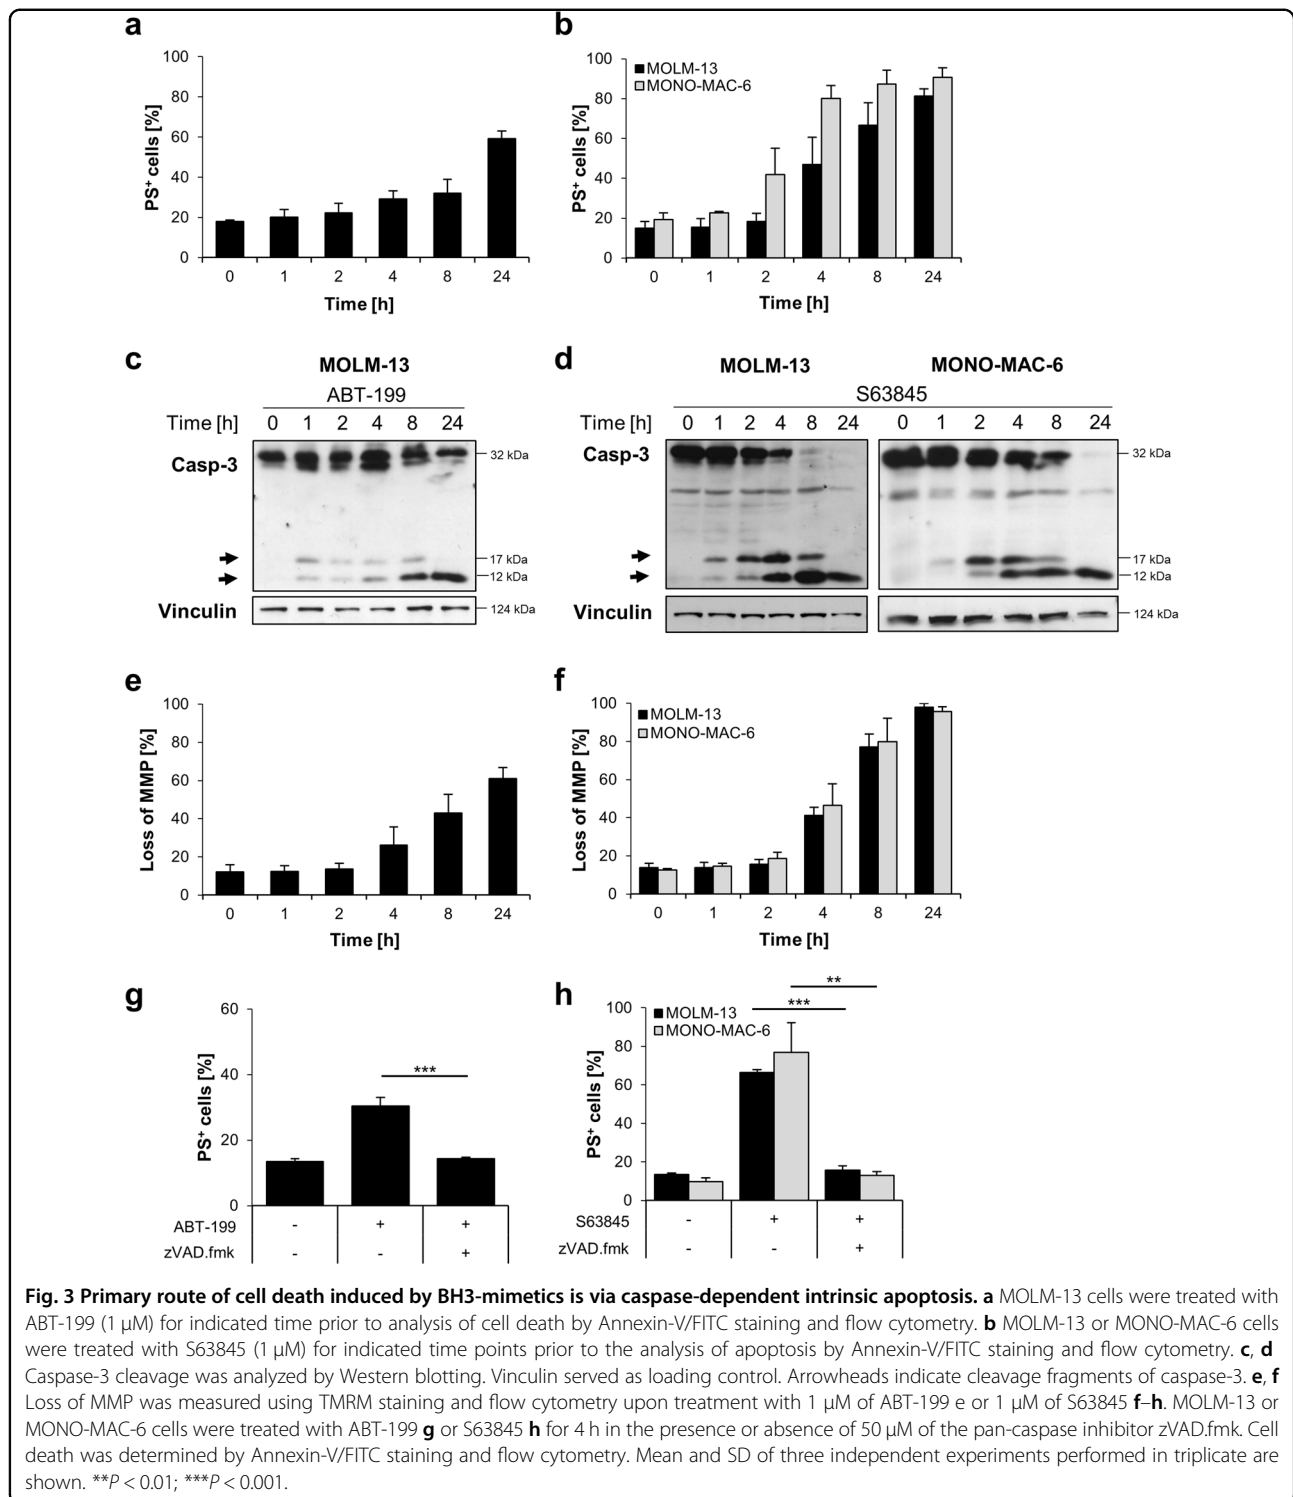 a
100
80
60
40
20
0
PS+ cells [%]
0 1 2 4 8 24
Time [h]
b
100
80
60
40
20
0
PS+ cells [%]
MOLM-13
MONO-MAC-6
0 1 2 4 8 24
Time [h]
c
MOLM-13
ABT-199
Time [h] 0 1 2 4 8 24
Casp-3
32 kDa
17 kDa
12 kDa
Vinculin
124 kDa
d
MOLM-13 MONO-MAC-6
S63845
Time [h] 0 1 2 4 8 24 0 1 2 4 8 24
Casp-3
32 kDa
17 kDa
12 kDa
Vinculin
124 kDa
e
100
80
60
40
20
0
Loss of MMP [%]
0 1 2 4 8 24
Time [h]
f
100
80
60
40
20
0
Loss of MMP [%]
MOLM-13
MONO-MAC-6
0 1 2 4 8 24
Time [h]
g
60
40
20
0
PS+ cells [%]
***
ABT-199 - + +
zVAD.fmk - - +
h
100
80
60
40
20
0
PS+ cells [%]
MOLM-13
MONO-MAC-6
**
***
S63845 - + +
zVAD.fmk - - +
Fig. 3 Primary route of cell death induced by BH3-mimetics is via caspase-dependent intrinsic apoptosis. a MOLM-13 cells were treated with
ABT-199 (1 µM) for indicated time prior to analysis of cell death by Annexin-V/FITC staining and flow cytometry. b MOLM-13 or MONO-MAC-6 cells
were treated with S63845 (1 µM) for indicated time points prior to the analysis of apoptosis by Annexin-V/FITC staining and flow cytometry. c, d
Caspase-3 cleavage was analyzed by Western blotting. Vinculin served as loading control. Arrowheads indicate cleavage fragments of caspase-3. e, f
Loss of MMP was measured using TMRM staining and flow cytometry upon treatment with 1 µM of ABT-199 e or 1 µM of S63845 f–h. MOLM-13 or
MONO-MAC-6 cells were treated with ABT-199 g or S63845 h for 4 h in the presence or absence of 50 µM of the pan-caspase inhibitor zVAD.fmk. Cell
death was determined by Annexin-V/FITC staining and flow cytometry. Mean and SD of three independent experiments performed in triplicate are
shown. **P < 0.01; ***P < 0.001.